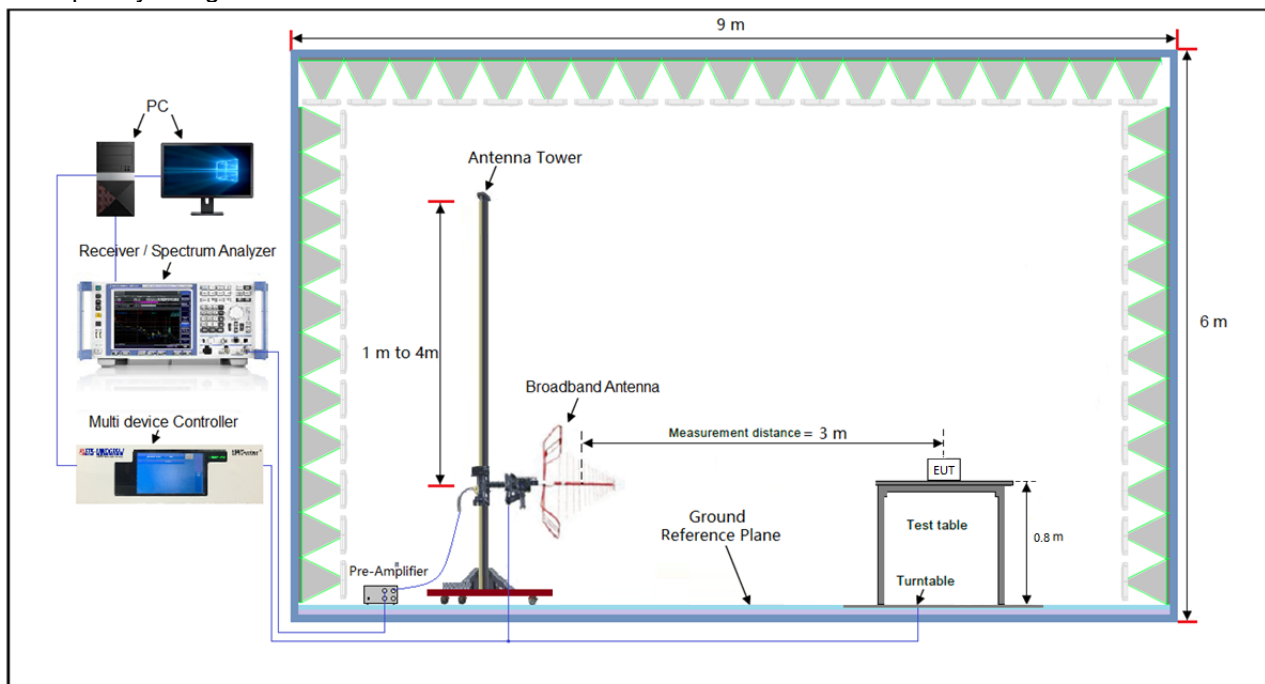 9 m
PC
Antenna Tower
Receiver / Spectrum Analyzer
6 m
1 m to 4m
Broadband Antenna
Multi device Controller
Measurement distance = 3 m
EUT
Ground
Reference Plane
Test table
0.8 m
Pre-Amplifier
Turntable